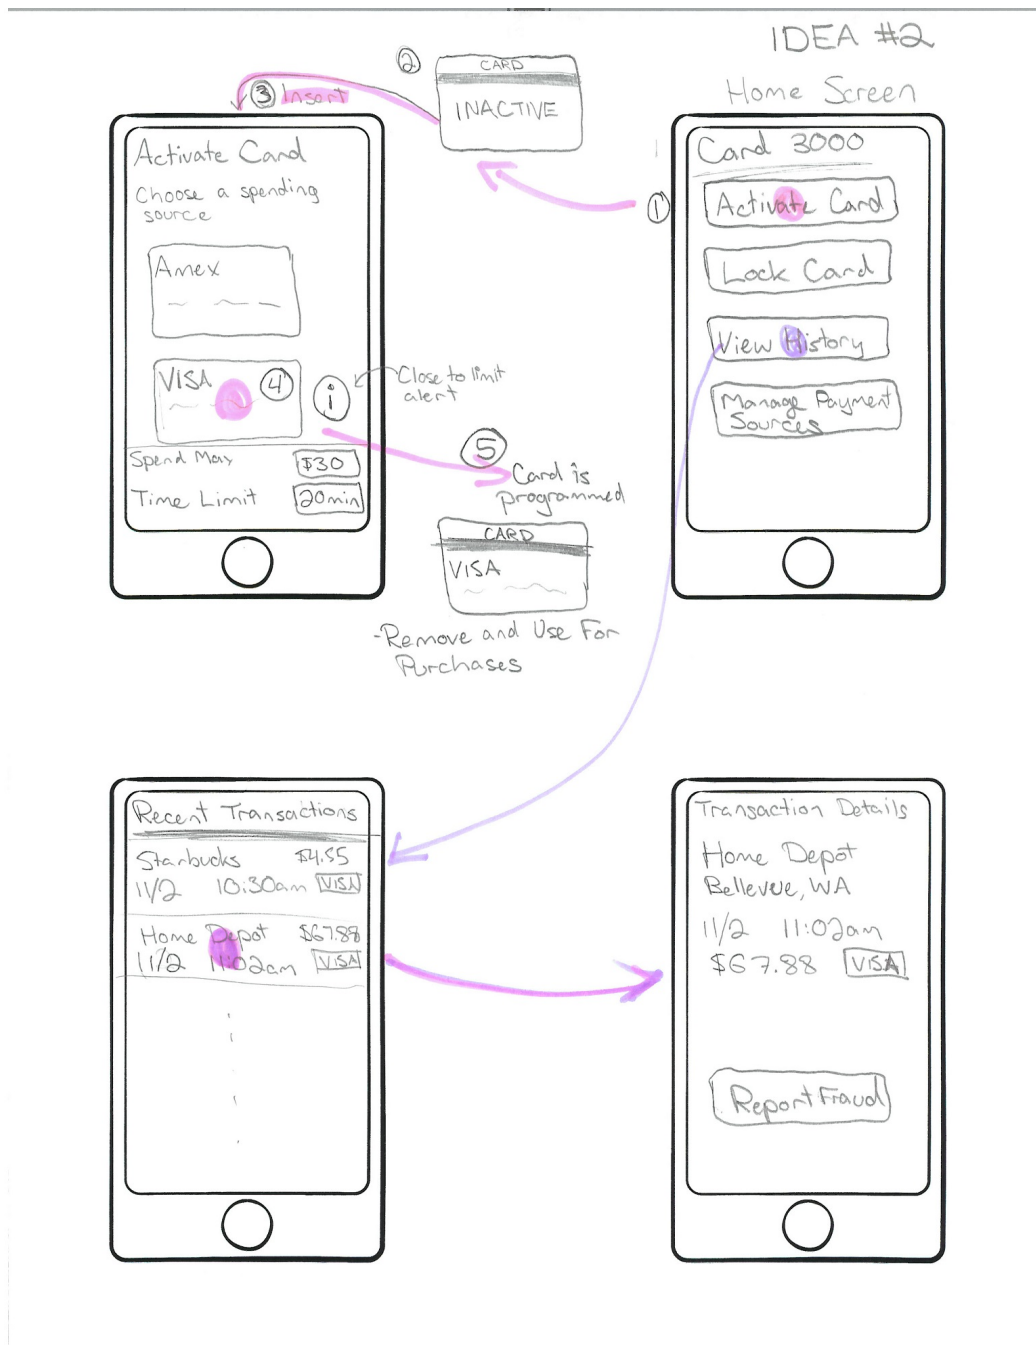 IDEA #2
Home Screen
Card 3000
1
Activate Card
Lock Card
View History
Manage Payment
Sources
2
CARD
INACTIVE
3 Insert
Activate Card
Choose a spending
source
Amex
VISA 4
i
Close to limit
alert
Spend Max $30
Time Limit 20min
5
Card is
programmed
CARD
VISA
-Remove and Use For
Purchases
Recent Transactions
Starbucks $4.55
11/2 10:30am VISA
Home Depot $67.88
11/2 11:02am VISA
Transaction Details
Home Depot
Bellevue, WA
11/2 11:02am
$67.88 VISA
Report Fraud